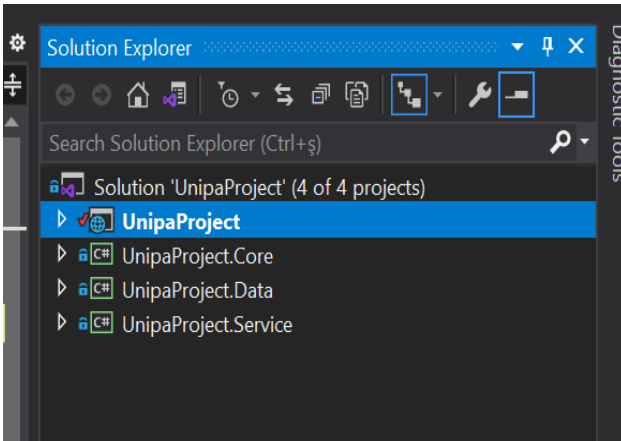 Solution Explorer
Search Solution Explorer (Ctrl+ş)
Solution 'UnipaProject' (4 of 4 projects)
UnipaProject
C# UnipaProject.Core
C# UnipaProject.Data
C# UnipaProject.Service
Diagnostic Tools